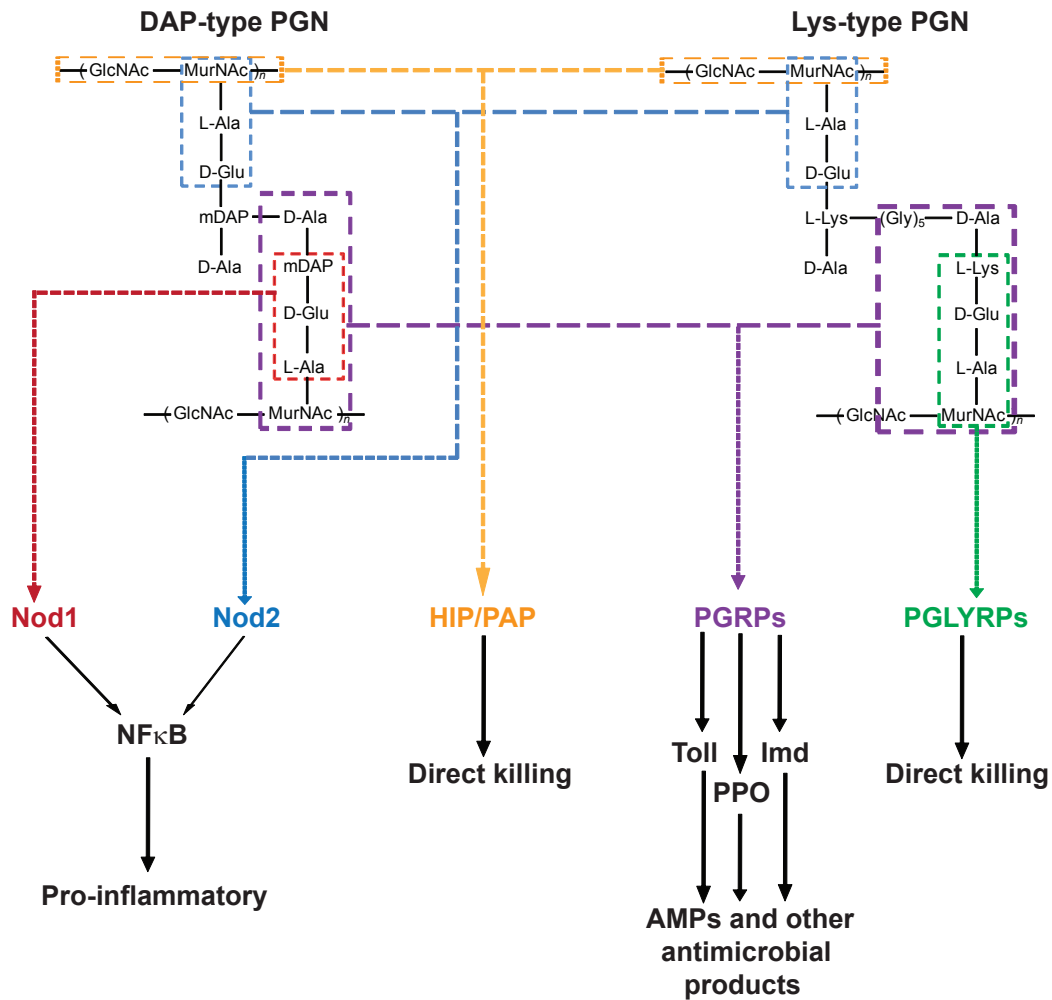 DAP-type PGN
Lys-type PGN
( GlcNAc — MurNAc )n
( GlcNAc — MurNAc )n
L-Ala
L-Ala
D-Glu
D-Glu
mDAP — D-Ala
L-Lys — (Gly)5 — D-Ala
D-Ala
mDAP
D-Ala
L-Lys
D-Glu
D-Glu
L-Ala
L-Ala
( GlcNAc — MurNAc )n
( GlcNAc — MurNAc )n
Nod1
Nod2
HIP/PAP
PGRPs
PGLYRPs
NFκB
Toll
Imd
Direct killing
PPO
Direct killing
Pro-inflammatory
AMPs and other
antimicrobial
products